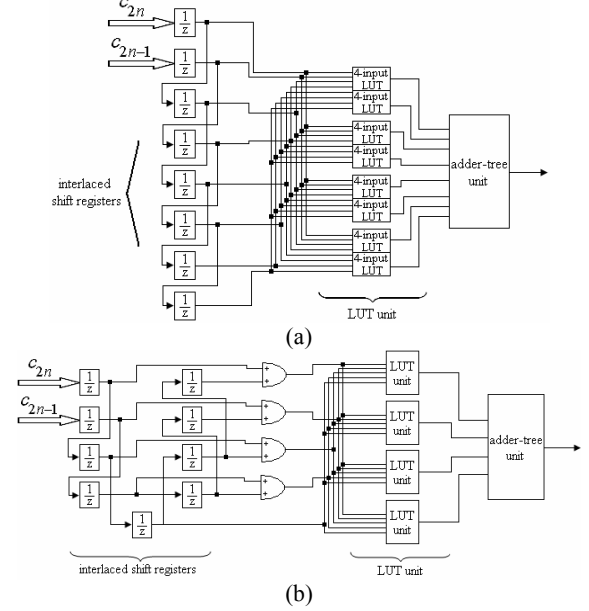 c2n
c2n–1
1
z
1
z
1
z
1
z
1
z
1
z
1
z
1
z
interlaced
shift registers
4-input
LUT
4-input
LUT
4-input
LUT
4-input
LUT
4-input
LUT
4-input
LUT
4-input
LUT
4-input
LUT
adder-tree
unit
LUT unit
(a)
c2n
c2n–1
1
z
1
z
1
z
1
z
1
z
1
z
1
z
1
z
1
z
+
+
+
+
+
+
+
+
LUT
unit
LUT
unit
LUT
unit
LUT
unit
adder-tree
unit
interlaced shift registers
LUT unit
(b)